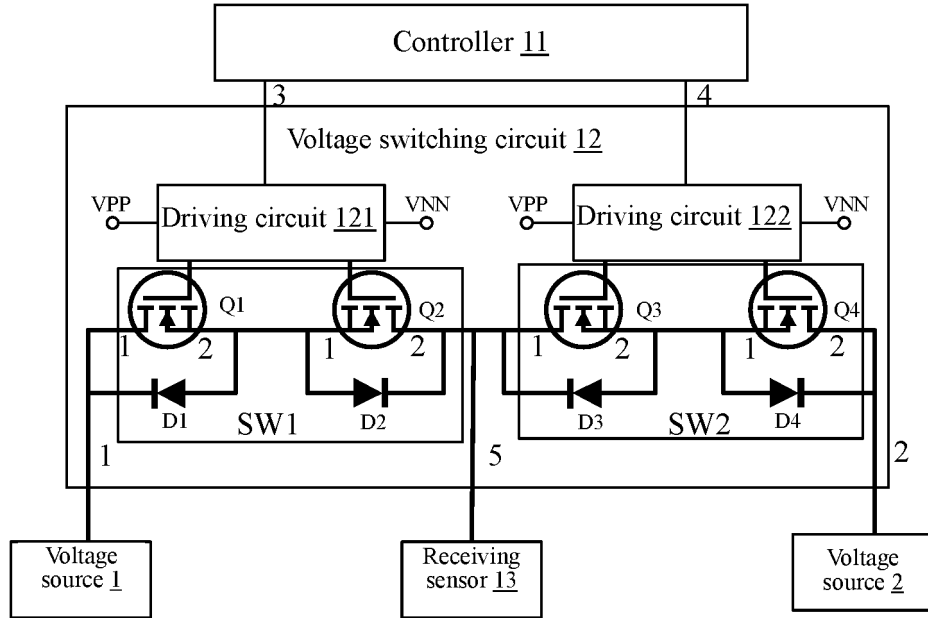 Controller 11
3
4
Voltage switching circuit 12
VPP
Driving circuit 121
VNN
VPP
Driving circuit 122
VNN
Q1
Q2
Q3
Q4
1
2
1
2
1
2
1
2
D1
D2
D3
D4
SW1
SW2
1
5
2
Voltage
source 1
Receiving
sensor 13
Voltage
source 2